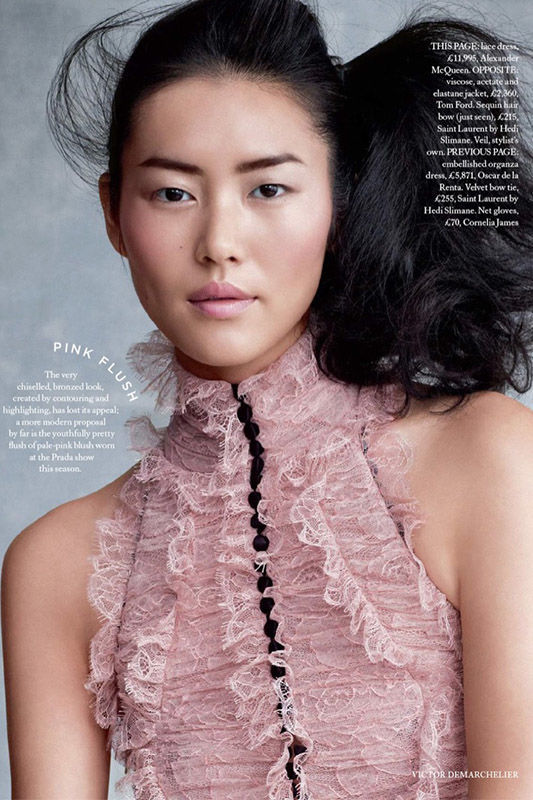 THIS PAGE: lace dress,
£11,995, Alexander
McQueen. OPPOSITE:
viscose, acetate and
elastane jacket, £2,360,
Tom Ford. Sequin hair
bow (just seen), £215,
Saint Laurent by Hedi
Slimane. Veil, stylist's
own. PREVIOUS PAGE:
embellished organza
dress, £5,871, Oscar de la
Renta. Velvet bow tie,
£255, Saint Laurent by
Hedi Slimane. Net gloves,
£70, Cornelia James
PINK FLUSH
The very
chiselled, bronzed look,
created by contouring and
highlighting, has lost its appeal;
a more modern proposal
by far is the youthfully pretty
flush of pale-pink blush worn
at the Prada show
this season.
VICTOR DEMARCHELIER